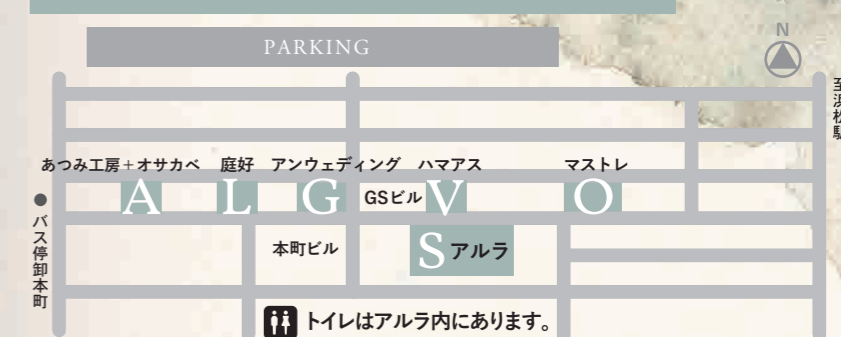 PARKING
N
至浜松駅
あつみ工房+オサカベ
庭好
アンウェディング
ハマアス
マストレ
A
L
G
GSビル
V
O
●バス停卸本町
本町ビル
S アルラ
トイレはアルラ内にあります。